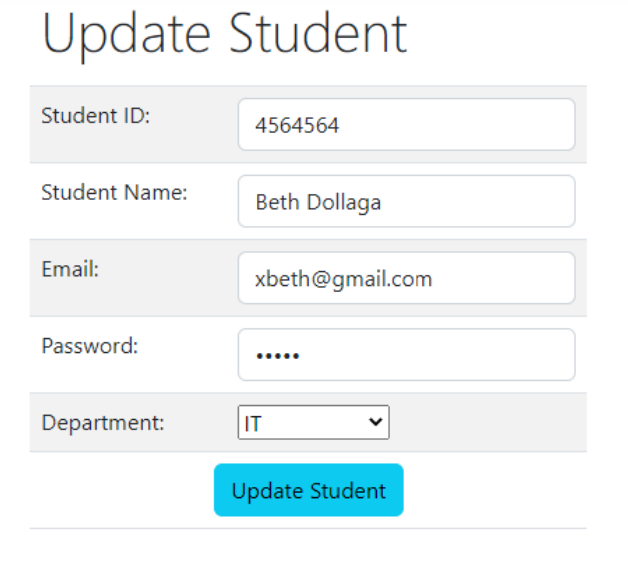 Update Student
Student ID: 4564564
Student Name: Beth Dollaga
Email: xbeth@gmail.com
Password: •••••
Department: IT
Update Student